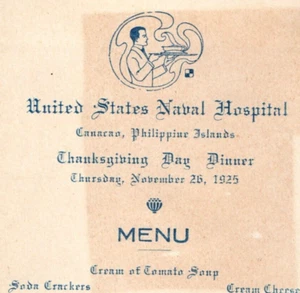 United States Naval Hospital
Canacao, Philippine Islands
Thanksgiving Day Dinner
Thursday, November 26, 1925
MENU
Cream of Tomato Soup
Soda Crackers Cream Cheese